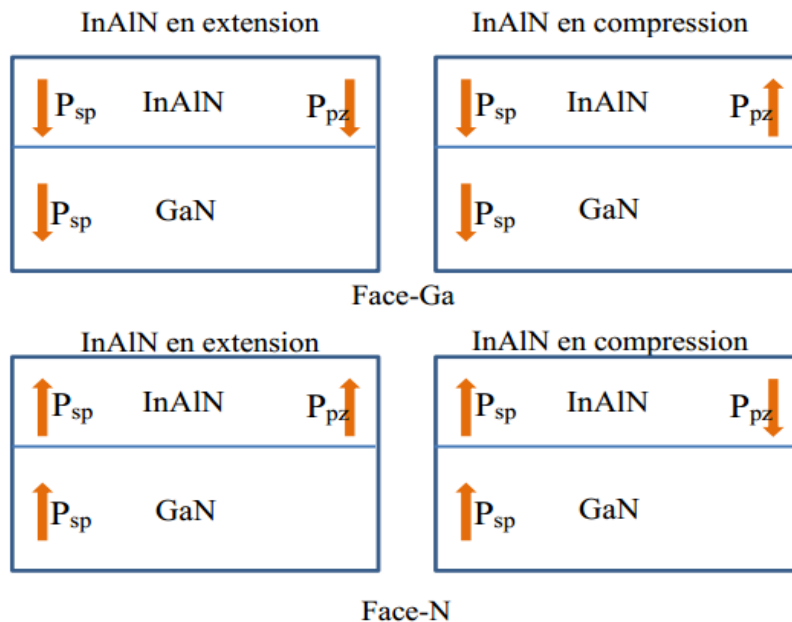 InAlN en extension
InAlN en compression
Psp InAlN Ppz
Psp InAlN Ppz
Psp GaN
Psp GaN
Face-Ga
InAlN en extension
InAlN en compression
Psp InAlN Ppz
Psp InAlN Ppz
Psp GaN
Psp GaN
Face-N